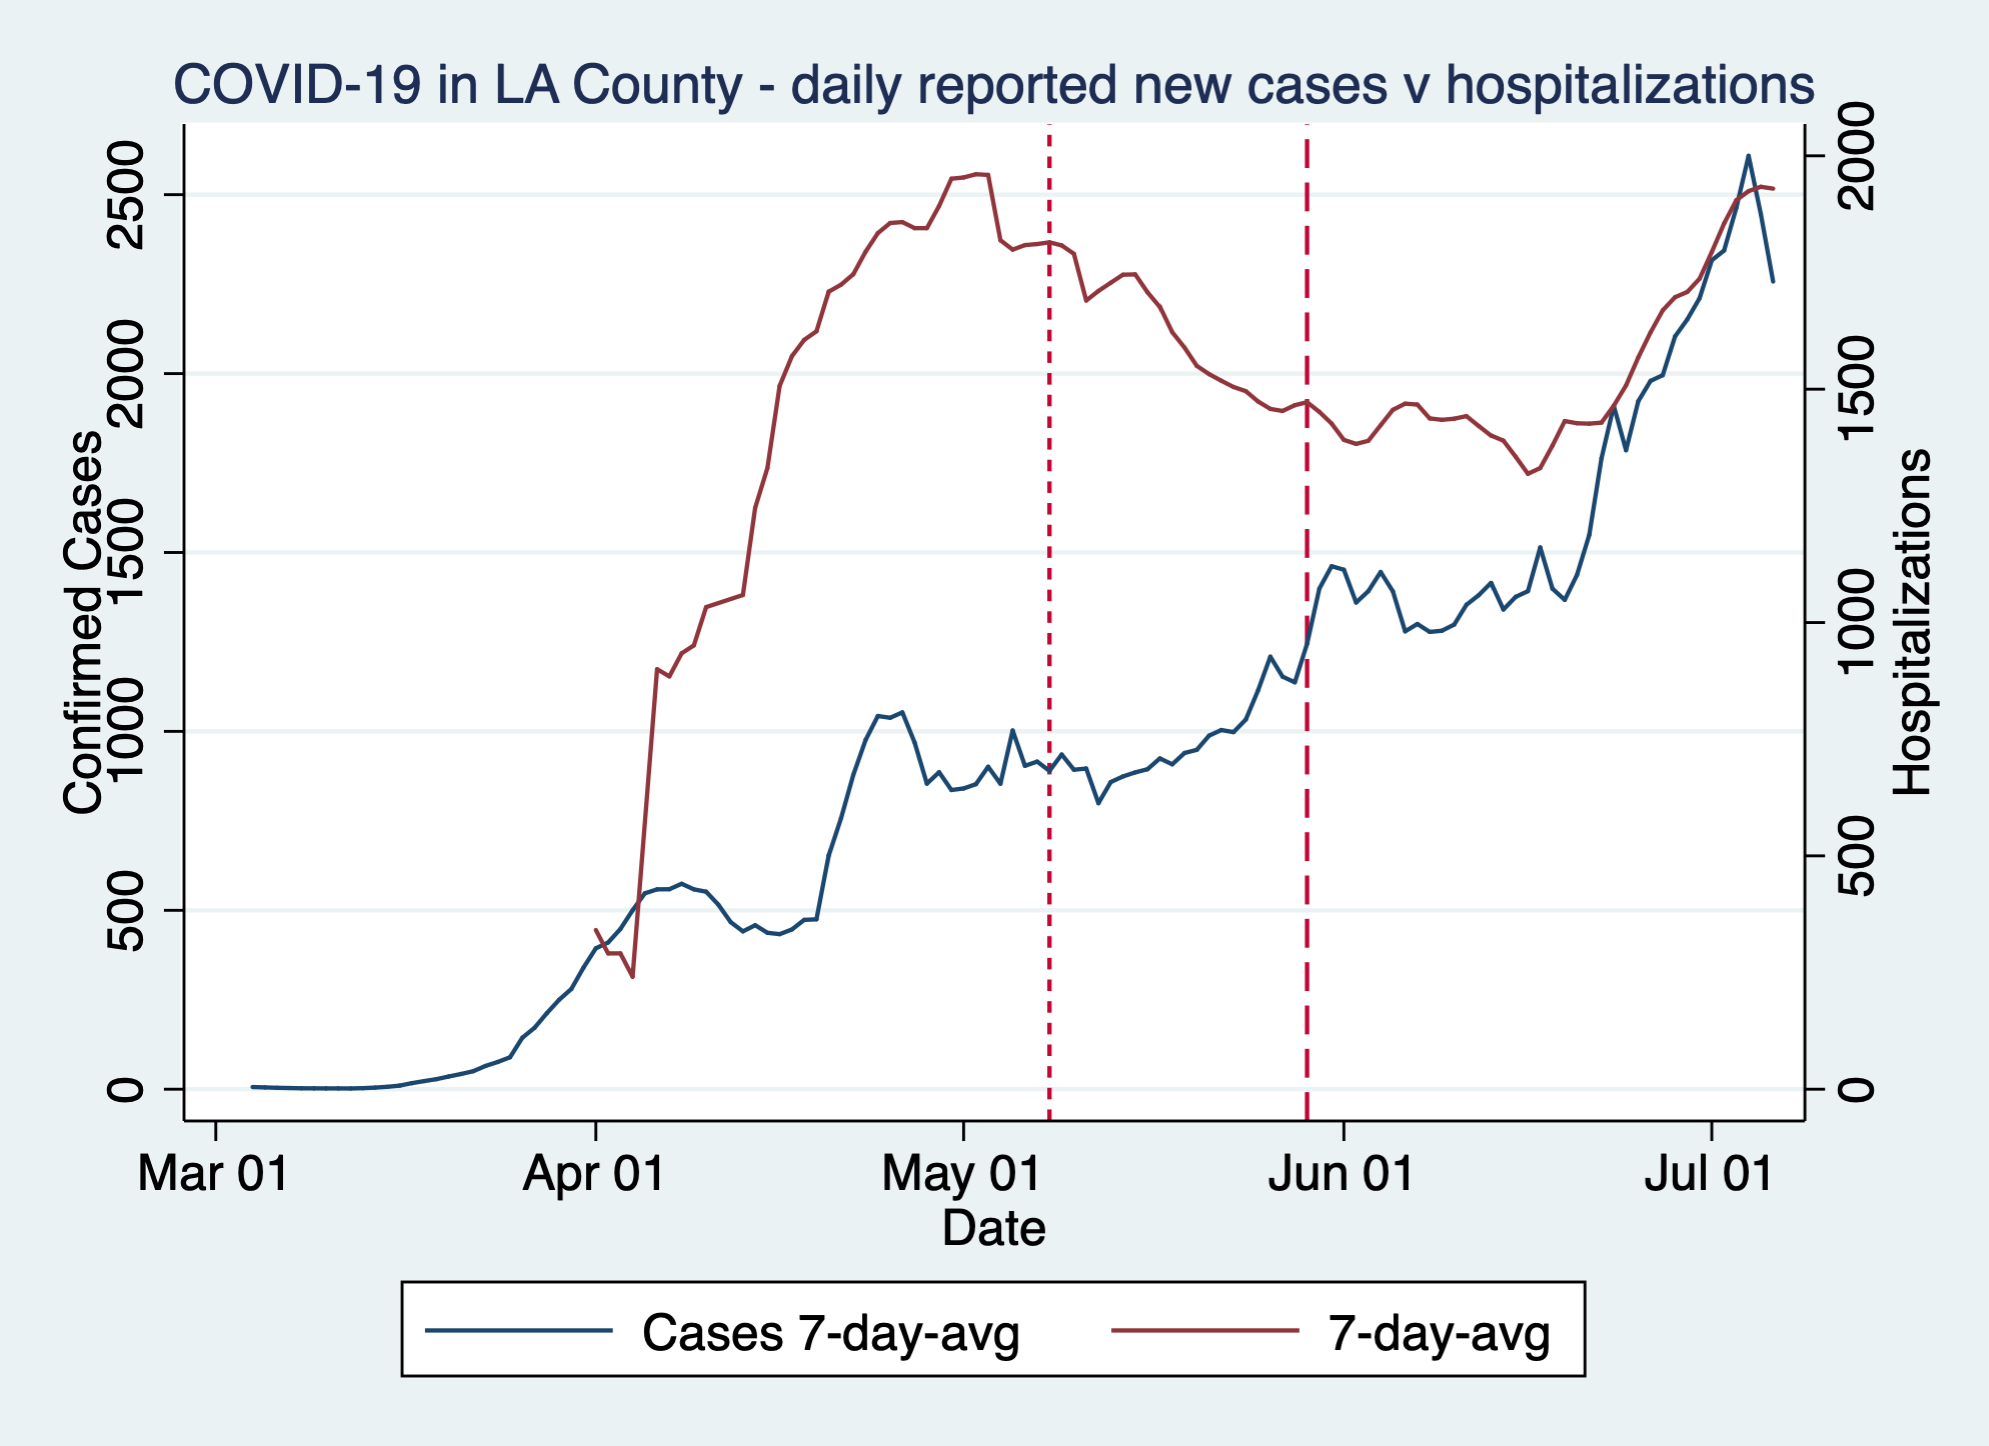 COVID-19 in LA County - daily reported new cases v hospitalizations
Confirmed Cases
2500
2000
1500
1000
500
0
2000
1500
1000
500
0
Hospitalizations
Mar 01
Apr 01
May 01
Jun 01
Jul 01
Date
Cases 7-day-avg
7-day-avg